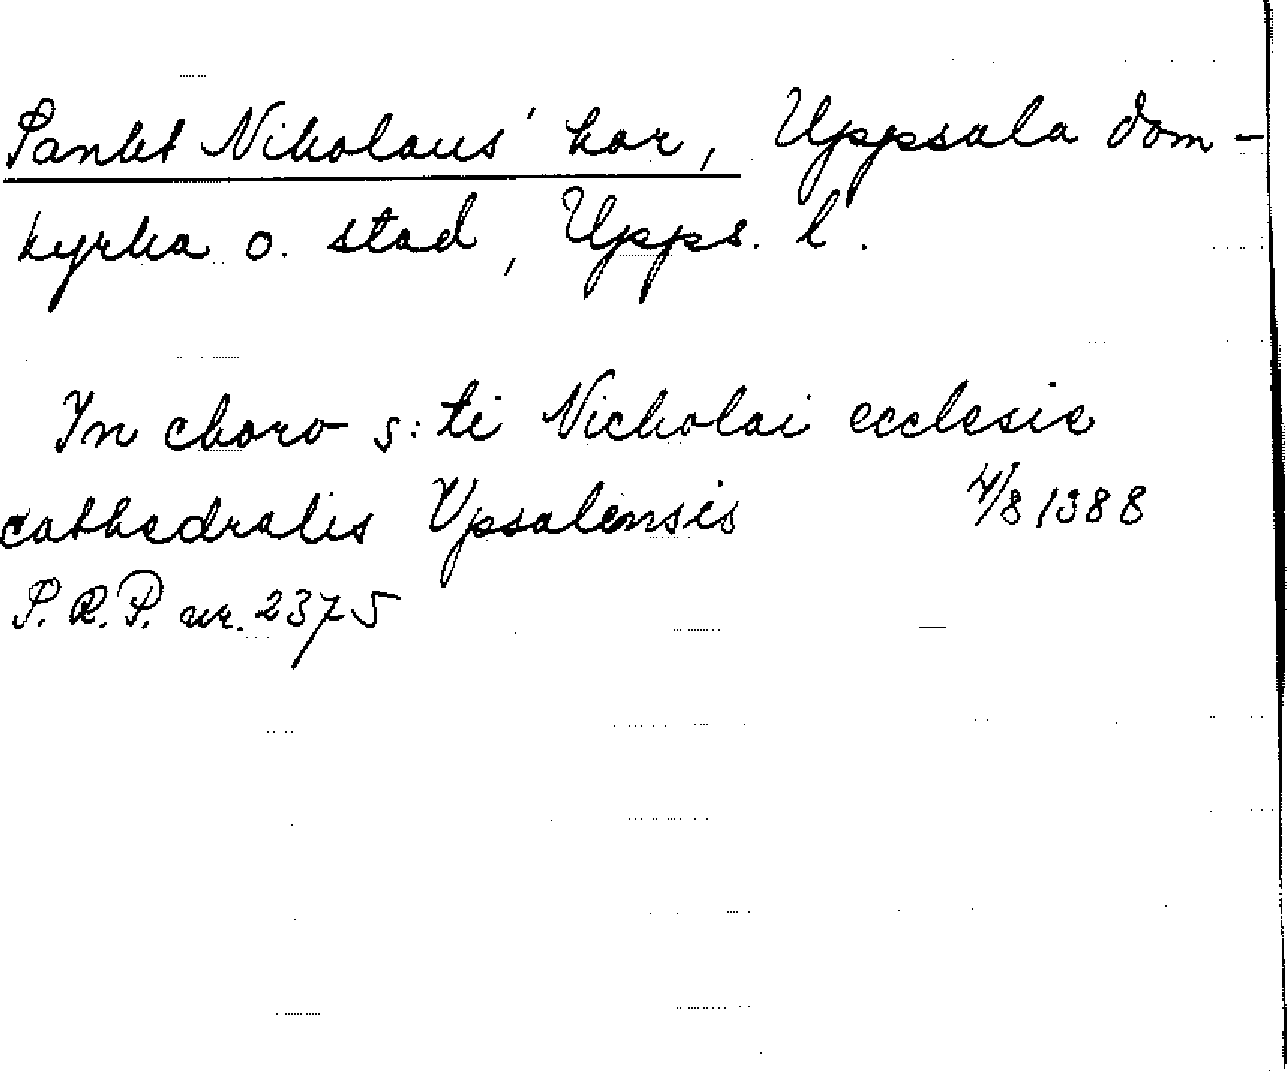 Sankt Nikolaus' kor, Uppsala dom-
kyrka o. stad, Upps. l.
In choro s:ti Nicholai ecclesie
cathedralis Vpsalensis 4/8 1388
S.R.P. nr. 2375